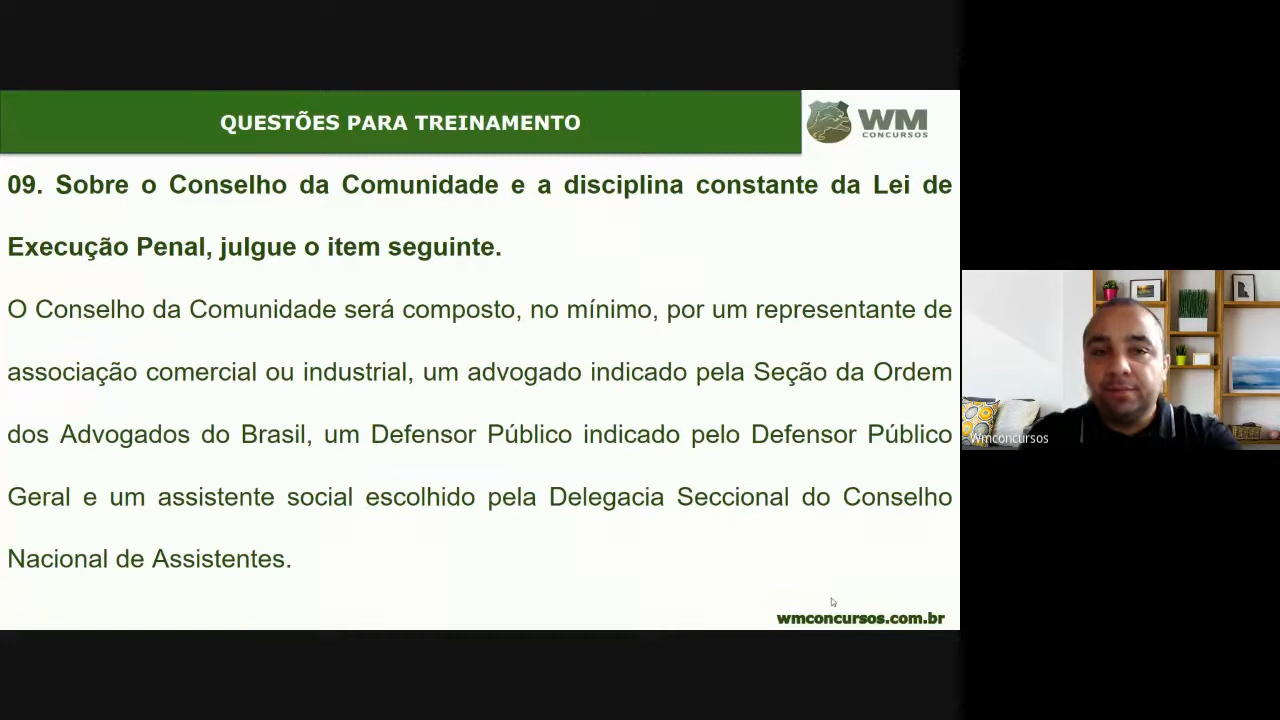 QUESTÕES PARA TREINAMENTO
WM
CONCURSOS
09. Sobre o Conselho da Comunidade e a disciplina constante da Lei de
Execução Penal, julgue o item seguinte.
O Conselho da Comunidade será composto, no mínimo, por um representante de
associação comercial ou industrial, um advogado indicado pela Seção da Ordem
dos Advogados do Brasil, um Defensor Público indicado pelo Defensor Público
Geral e um assistente social escolhido pela Delegacia Seccional do Conselho
Nacional de Assistentes.
wmconcursos.com.br
Wmconcursos